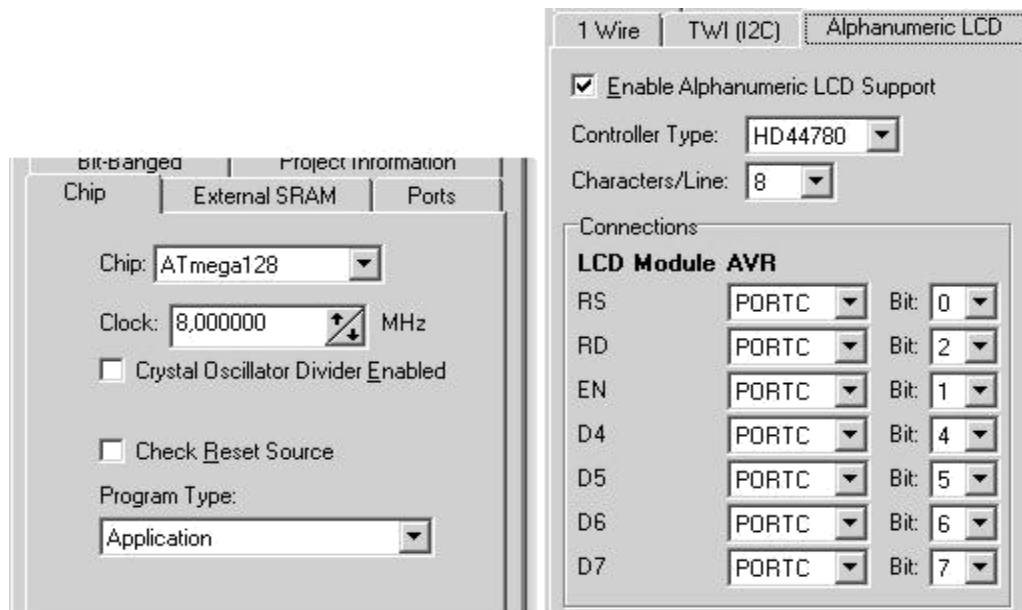 Bit-Banged Project Information
Chip External SRAM Ports
Chip: ATmega128
Clock: 8,000000 MHz
Crystal Oscillator Divider Enabled
Check Reset Source
Program Type:
Application
1 Wire TWI (I2C) Alphanumeric LCD
Enable Alphanumeric LCD Support
Controller Type: HD44780
Characters/Line: 8
Connections
LCD Module AVR
RS PORTC Bit: 0
RD PORTC Bit: 2
EN PORTC Bit: 1
D4 PORTC Bit: 4
D5 PORTC Bit: 5
D6 PORTC Bit: 6
D7 PORTC Bit: 7